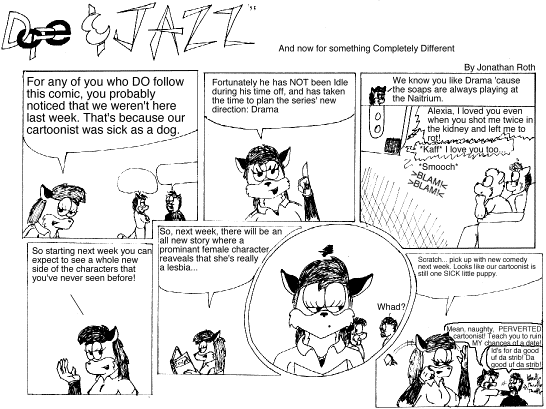 Doc & JAZZ '98
And now for something Completely Different
By Jonathan Roth
For any of you who DO follow
this comic, you probably
noticed that we weren't here
last week. That's because our
cartoonist was sick as a dog.
Fortunately he has NOT been Idle
during his time off, and has taken
the time to plan the series' new
direction: Drama
We know you like Drama 'cause
the soaps are always playing at
the Naitrium.
Alexia, I loved you even
when you shot me twice in
the kidney and left me to
rot!
*Kaff* I love you too...
*Smooch*
>BLAM!<
>BLAM!<
So starting next week you can
expect to see a whole new
side of the characters that
you've never seen before!
So, next week, there will be an
all new story where a
prominent female character
reaveals that she's really
a lesbia...
Whad?
Scratch... pick up with new comedy
next week. Looks like our cartoonist is
still one SICK little puppy.
Mean, naughty, PERVERTED
cartoonist! Teach you to ruin
MY chances of a date!
Id's for da good
uf da strib! Da
good uf da strib!